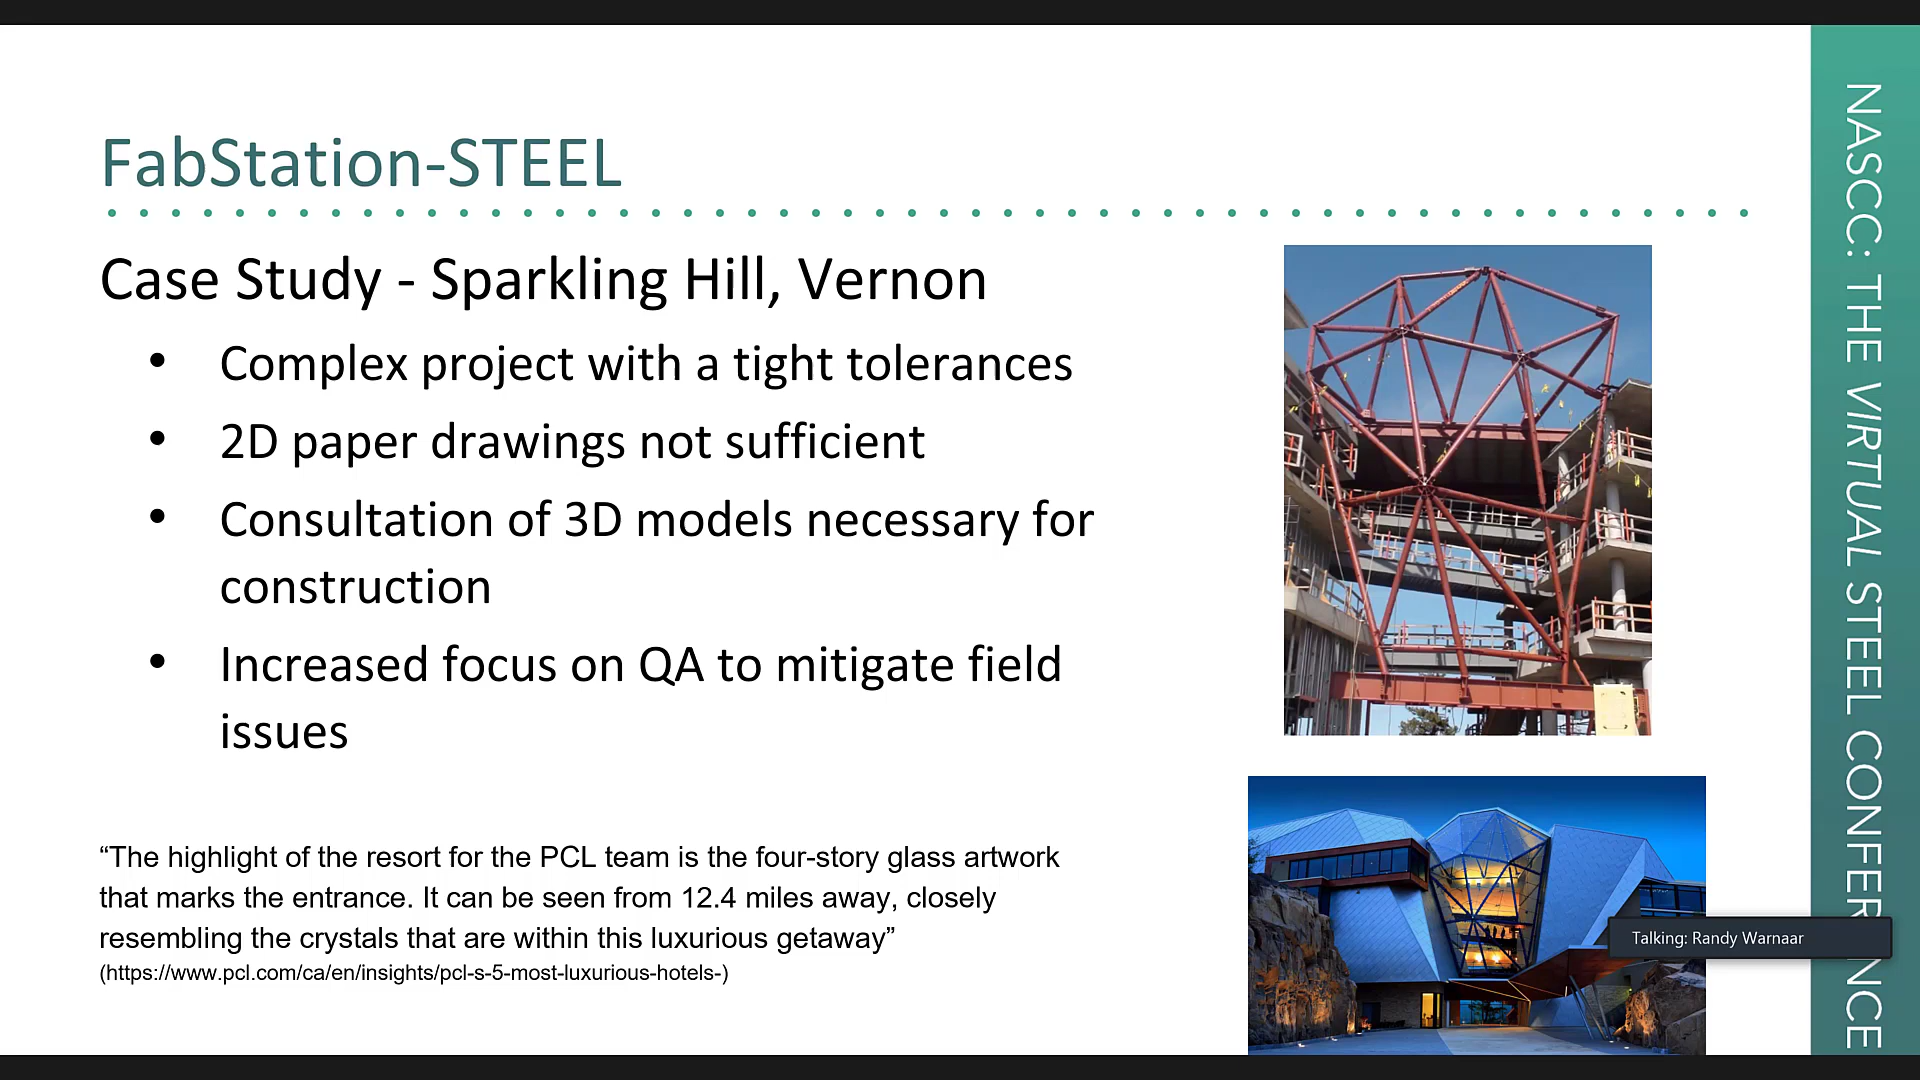 FabStation-STEEL
Case Study - Sparkling Hill, Vernon
• Complex project with a tight tolerances
• 2D paper drawings not sufficient
• Consultation of 3D models necessary for
construction
• Increased focus on QA to mitigate field
issues
“The highlight of the resort for the PCL team is the four-story glass artwork
that marks the entrance. It can be seen from 12.4 miles away, closely
resembling the crystals that are within this luxurious getaway”
(https://www.pcl.com/ca/en/insights/pcl-s-5-most-luxurious-hotels-)
NASCC: THE VIRTUAL STEEL CONFERENCE
Talking: Randy Warnaar